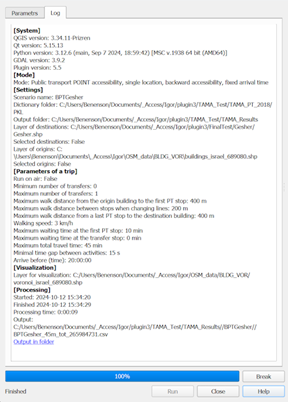 Parametrs
Log
[System]
QGIS version: 3.34.11-Prizren
Qt version: 5.15.13
Python version: 3.12.6 (main, Sep 7 2024, 18:59:42) [MSC v.1938 64 bit (AMD64)]
GDAL version: 3.9.2
Plugin version: 5.5
[Mode]
Mode: Public transport POINT accessibility, single location, backward accessibility, fixed arrival time
[Settings]
Scenario name: BPTGesher
Dictionary folder: C:/Users/Benenson/Documents/_Access/Igor/plugin3/TAMA_Test/TAMA_PT_2018/
PKL
Output folder: C:/Users/Benenson/Documents/_Access/Igor/plugin3/TAMA_Test/TAMA_Results
Layer of destinations: C:/Users/Benenson/Documents/_Access/Igor/plugin3/FinalTest/Gesher/
Gesher.shp
Selected destinations: False
Layer of origins: C:
\Users\Benenson\Documents\_Access\Igor\OSM_data\BLDG_VOR\buildings_israel_689080.shp
Selected origins: False
[Parameters of a trip]
Run on air: False
Minimum number of transfers: 0
Maximum number of transfers: 1
Maximum walk distance from the origin building to the first PT stop: 400 m
Maximum walk distance between stops when changing lines: 200 m
Maximum walk distance from a last PT stop to the destination building: 400 m
Walking speed: 3 km/h
Maximum waiting time at the first PT stop: 10 min
Maximum waiting time at the transfer stop: 0 min
Maximum total travel time: 45 min
Minimal time gap between activities: 15 s
Arrive before (time): 20:00:00
[Visualization]
Layer for visualization: C:/Users/Benenson/Documents/_Access/Igor/OSM_data/BLDG_VOR/
voronoi_israel_689080.shp
[Processing]
Started: 2024-10-12 15:34:20
Finished 2024-10-12 15:34:29
Processing time: 0:00:09
Output:
C:/Users/Benenson/Documents/_Access/Igor/plugin3/TAMA_Test/TAMA_Results//BPTGesher//
BPTGesher_45m_tot_265984731.csv
Output in folder
100%
Break
Finished
Run
Close
Help